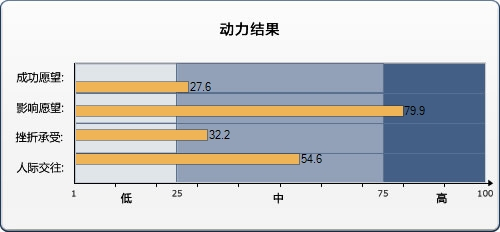 动力结果
成功愿望: 27.6
影响愿望: 79.9
挫折承受: 32.2
人际交往: 54.6
1 25 75 100
低 中 高